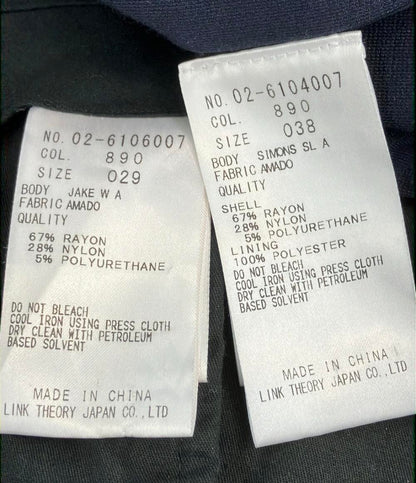 NO. 02-6106007
COL. 890
SIZE 029
BODY JAKE W A
FABRIC AMADO
QUALITY
67% RAYON
28% NYLON
5% POLYURETHANE
DO NOT BLEACH
COOL IRON USING PRESS CLOTH
DRY CLEAN WITH PETROLEUM
BASED SOLVENT
MADE IN CHINA
LINK THEORY JAPAN CO.,LTD
NO. 02-6104007
COL. 890
SIZE 038
BODY SIMONS SL A
FABRIC AMADO
QUALITY
SHELL
67% RAYON
28% NYLON
5% POLYURETHANE
LINING
100% POLYESTER
DO NOT BLEACH
COOL IRON USING PRESS CLOTH
DRY CLEAN WITH PETROLEUM
BASED SOLVENT
MADE IN CHINA
LINK THEORY JAPAN CO.,LTD